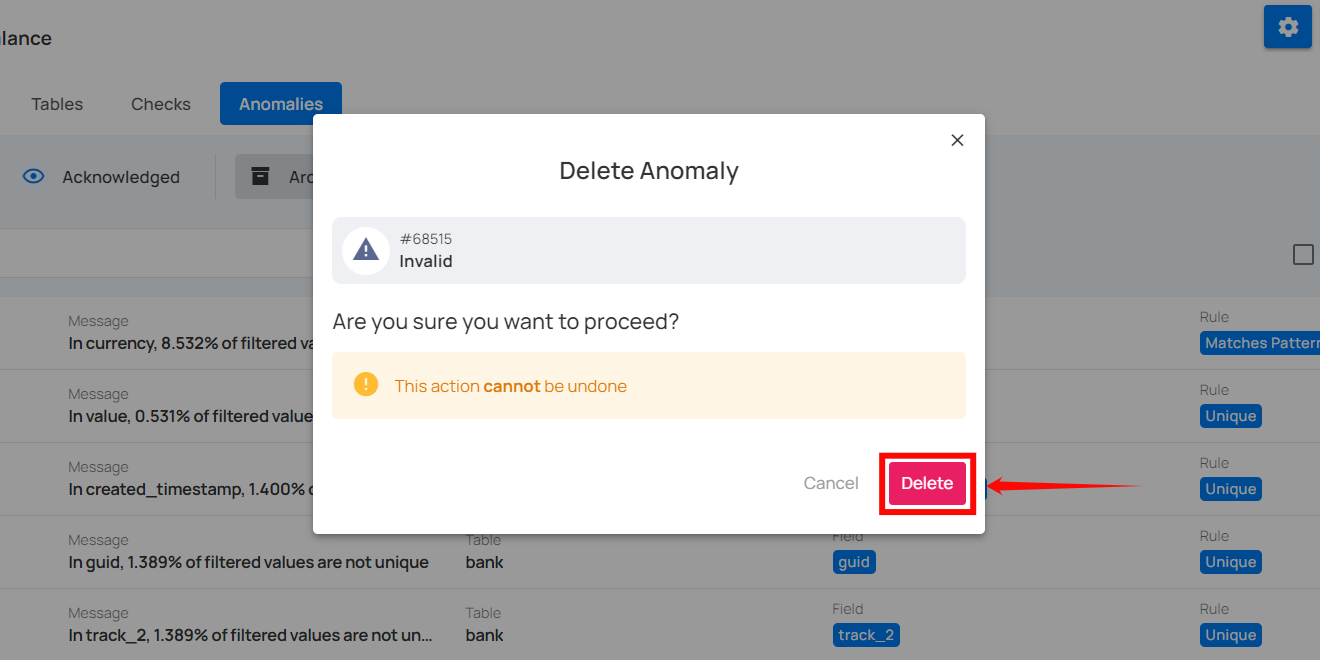 lance
Tables Checks Anomalies
Acknowledged
Delete Anomaly
#68515
Invalid
Are you sure you want to proceed?
This action cannot be undone
Cancel Delete
Message Rule
In currency, 8.532% of filtered Matches Pattern
Message Rule
In value, 0.531% of filtered value Unique
Message Rule
In created_timestamp, 1.400% Unique
Message Table Field Rule
In guid, 1.389% of filtered values are not unique bank guid Unique
Message Table Field Rule
In track_2, 1.389% of filtered values are not un... bank track_2 Unique